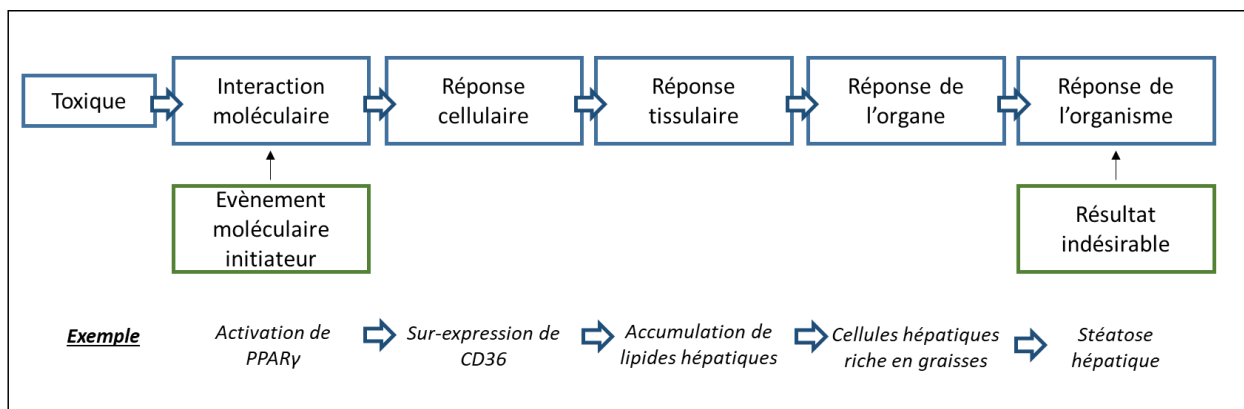 Toxique
Interaction
moléculaire
Réponse
cellulaire
Réponse
tissulaire
Réponse de
l'organe
Réponse de
l'organisme
Evènement
moléculaire
initiateur
Résultat
indésirable
Exemple
Activation de
PPARγ
Sur-expression de
CD36
Accumulation de
lipides hépatiques
Cellules hépatiques
riche en graisses
Stéatose
hépatique